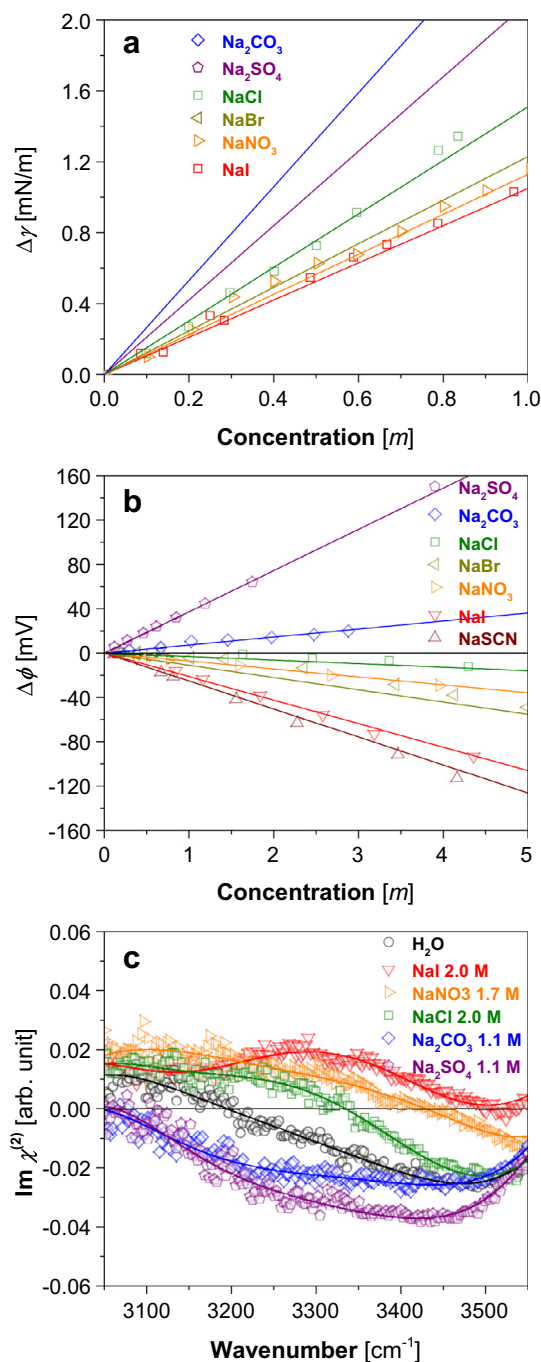 a
Na₂CO₃
Na₂SO₄
NaCl
NaBr
NaNO₃
NaI
Δγ [mN/m]
2.0
1.6
1.2
0.8
0.4
0.0
0.0 0.2 0.4 0.6 0.8 1.0
Concentration [m]
b
Na₂SO₄
Na₂CO₃
NaCl
NaBr
NaNO₃
NaI
NaSCN
Δϕ [mV]
160
120
80
40
0
-40
-80
-120
-160
0 1 2 3 4 5
Concentration [m]
c
H₂O
NaI 2.0 M
NaNO3 1.7 M
NaCl 2.0 M
Na₂CO₃ 1.1 M
Na₂SO₄ 1.1 M
Im χ⁽²⁾ [arb. unit]
0.06
0.04
0.02
0.00
-0.02
-0.04
-0.06
3100 3200 3300 3400 3500
Wavenumber [cm⁻¹]